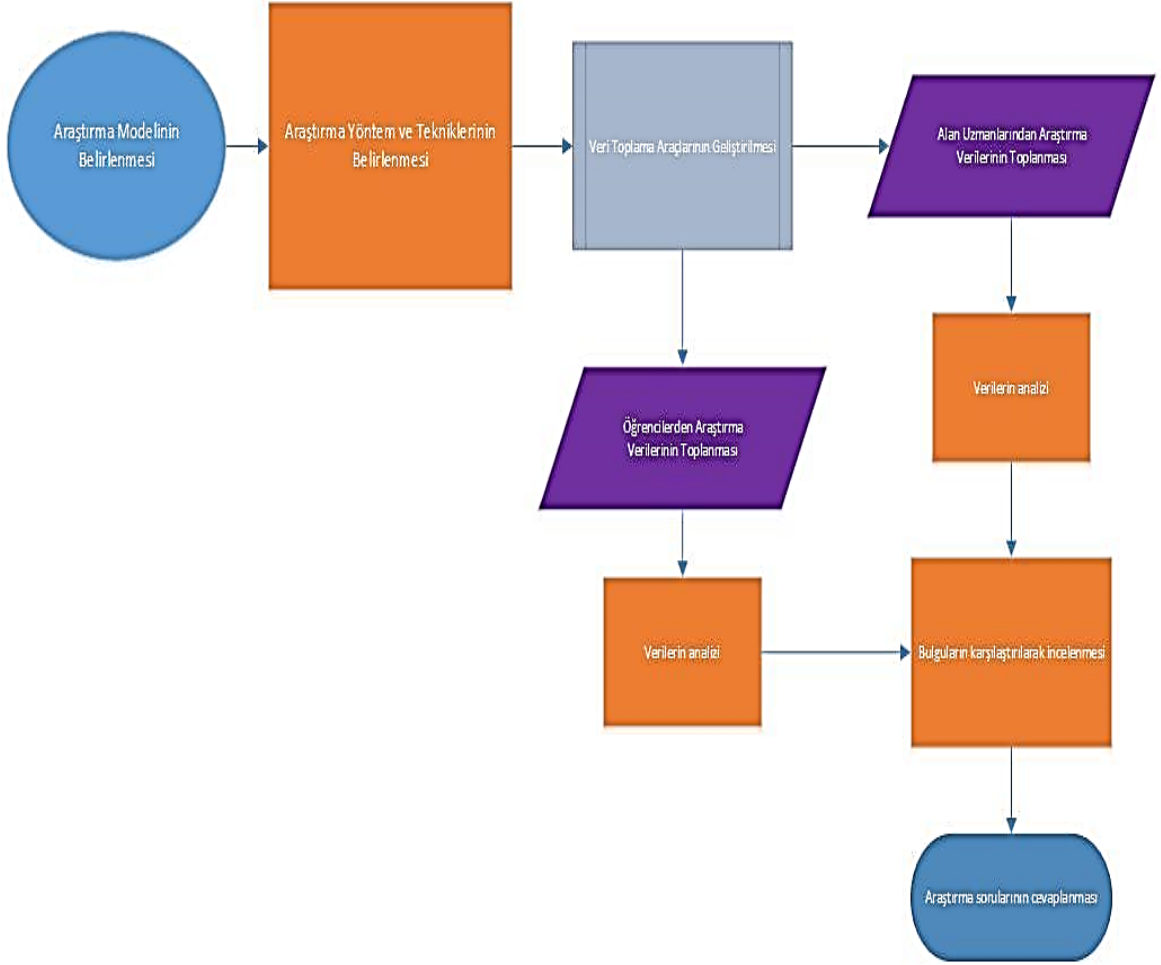 Araştırma Modelinin
Belirlenmesi
Araştırma Yöntem ve Tekniklerinin
Belirlenmesi
Veri Toplama Araçlarının Geliştirilmesi
Alan Uzmanlarından Araştırma
Verilerinin Toplanması
Öğrencilerden Araştırma
Verilerinin Toplanması
Verilerin analizi
Verilerin analizi
Bulguların karşılaştırılarak incelenmesi
Araştırma sorularının cevaplanması